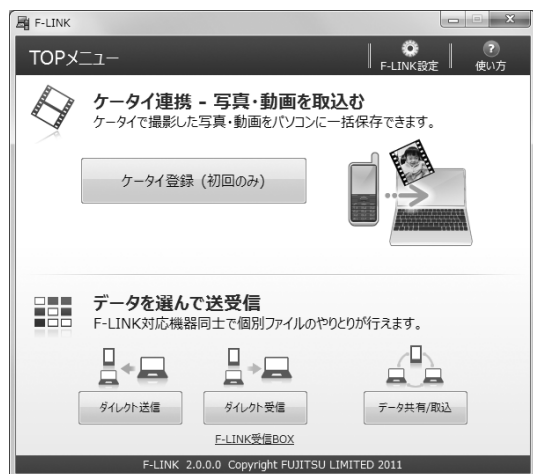 F-LINK
TOPメニュー
F-LINK設定
?
使い方
ケータイ連携 - 写真・動画を取込む
ケータイで撮影した写真・動画をパソコンに一括保存できます。
ケータイ登録 (初回のみ)
データを選んで送受信
F-LINK対応機器同士で個別ファイルのやりとりが行えます。
ダイレクト送信
ダイレクト受信
データ共有/取込
F-LINK受信BOX
F-LINK 2.0.0.0 Copyright FUJITSU LIMITED 2011